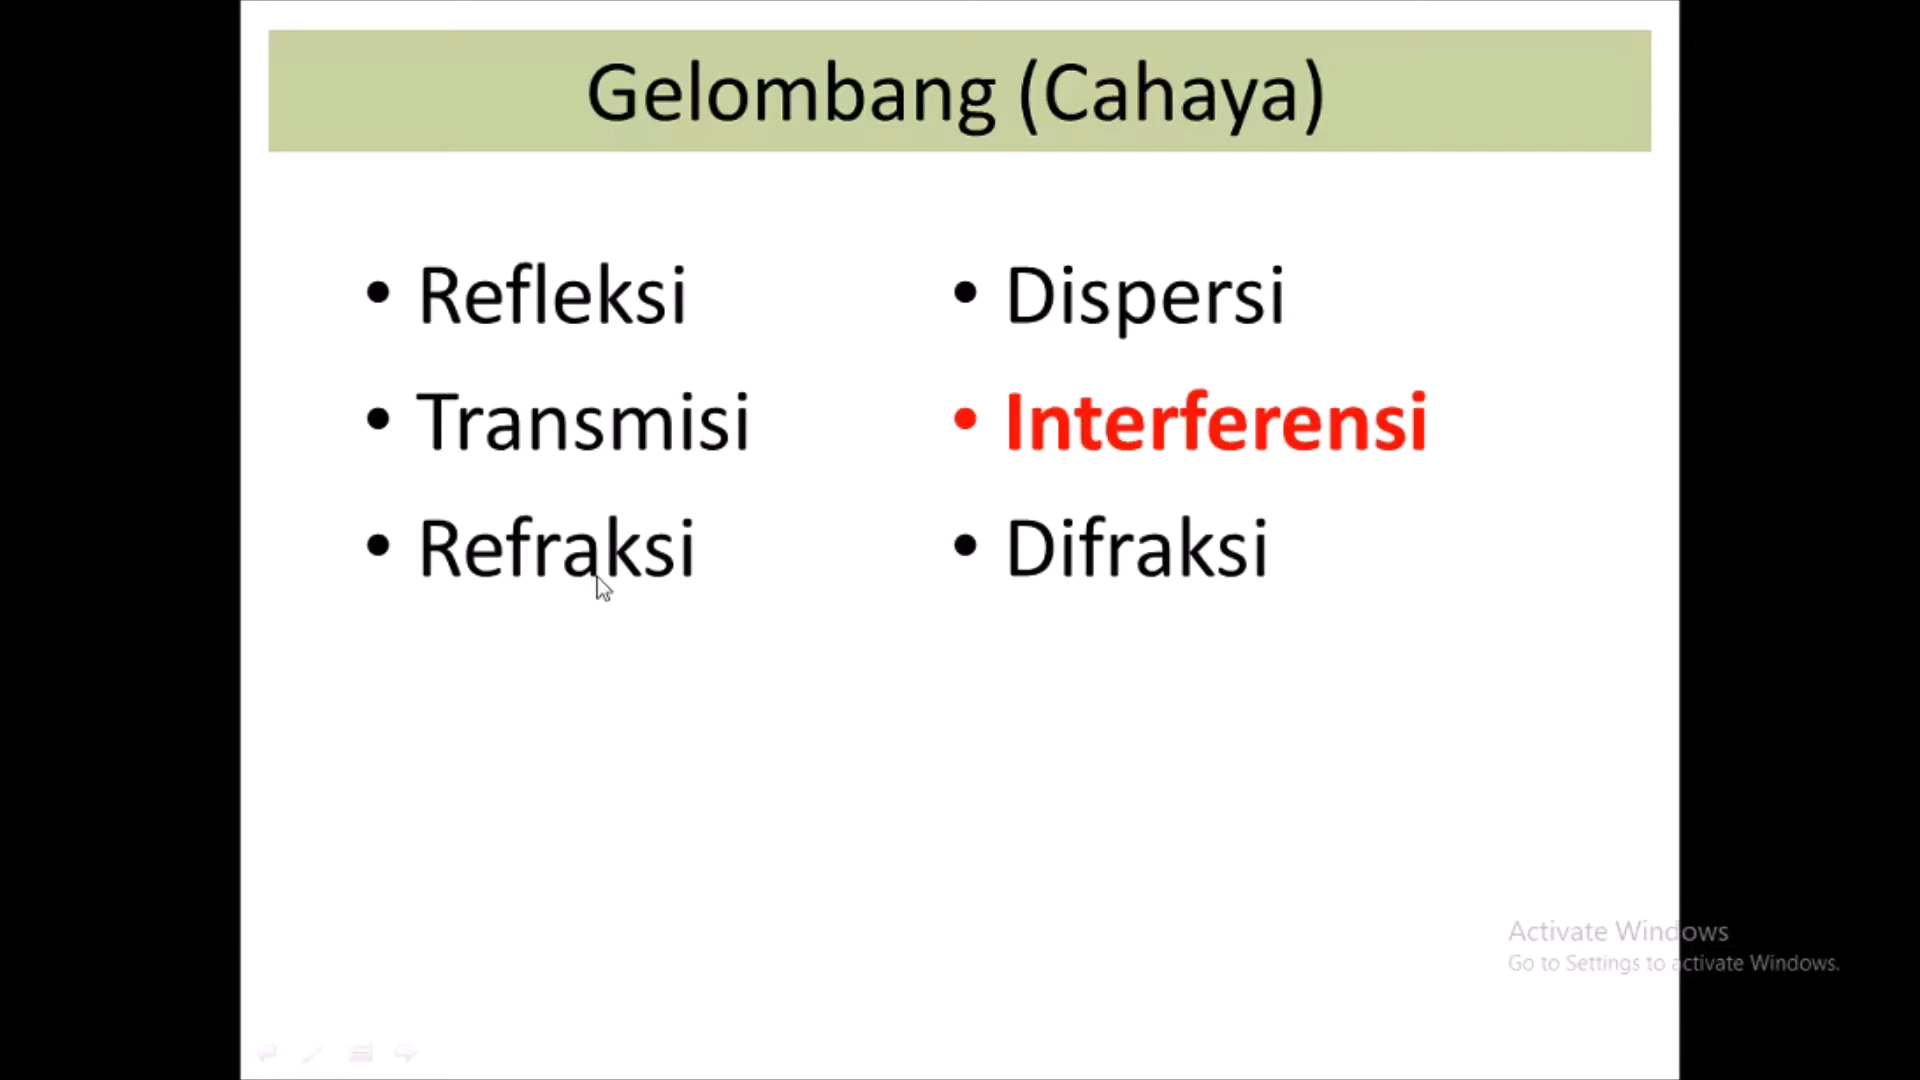 Gelombang (Cahaya)
• Refleksi
• Transmisi
• Refraksi
• Dispersi
• Interferensi
• Difraksi
Activate Windows
Go to Settings to activate Windows.